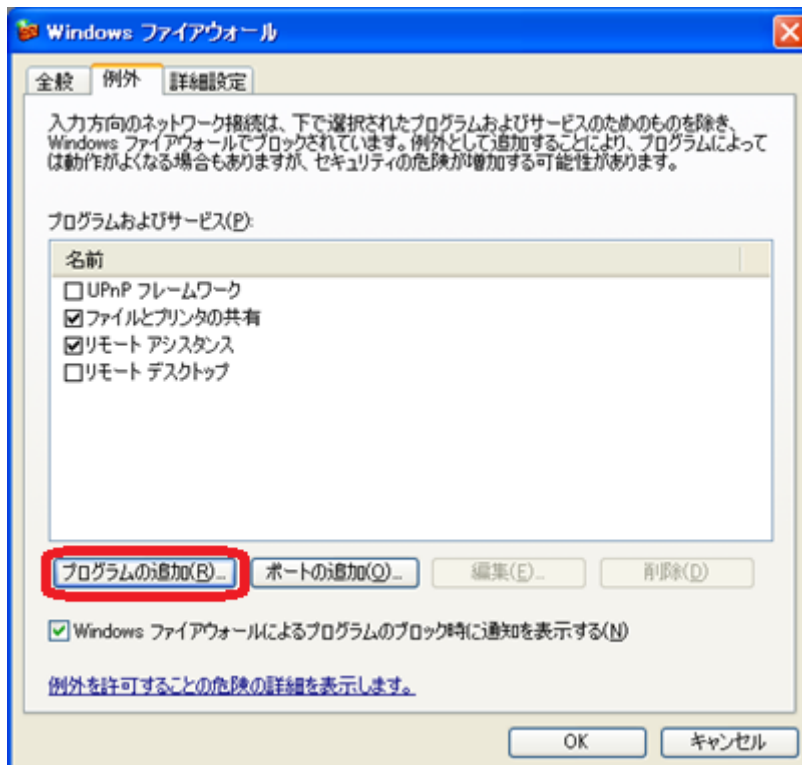 Windows ファイアウォール
全般 例外 詳細設定
入力方向のネットワーク接続は、下で選択されたプログラムおよびサービスのためのものを除き、
Windows ファイアウォールでブロックされています。例外として追加することにより、プログラムによって
は動作がよくなる場合もありますが、セキュリティの危険が増加する可能性があります。
プログラムおよびサービス(P):
名前
UPnP フレームワーク
ファイルとプリンタの共有
リモート アシスタンス
リモート デスクトップ
プログラムの追加(R)... ポートの追加(O)... 編集(E)... 削除(D)
Windows ファイアウォールによるプログラムのブロック時に通知を表示する(N)
例外を許可することの危険の詳細を表示します。
OK キャンセル